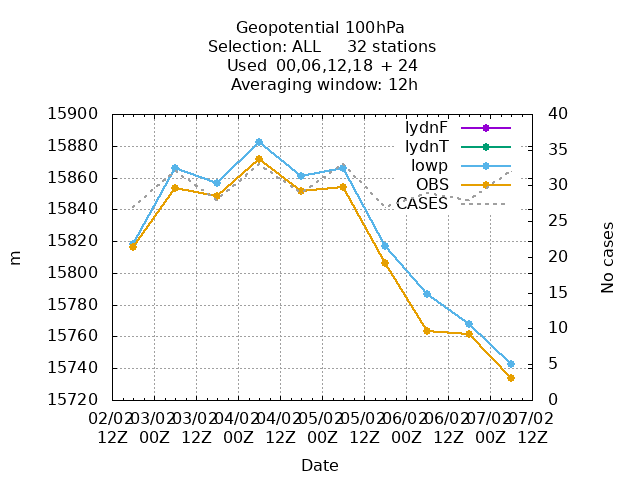 Geopotential 100hPa
Selection: ALL 32 stations
Used 00,06,12,18 + 24
Averaging window: 12h
15900
15880
15860
15840
15820
15800
15780
15760
15740
15720
m
40
35
30
25
20
15
10
5
0
No cases
lydnF
lydnT
lowp
OBS
CASES
02/02 03/02 03/02 04/02 04/02 05/02 05/02 06/02 06/02 07/02 07/02
12Z 00Z 12Z 00Z 12Z 00Z 12Z 00Z 12Z 00Z 12Z
Date